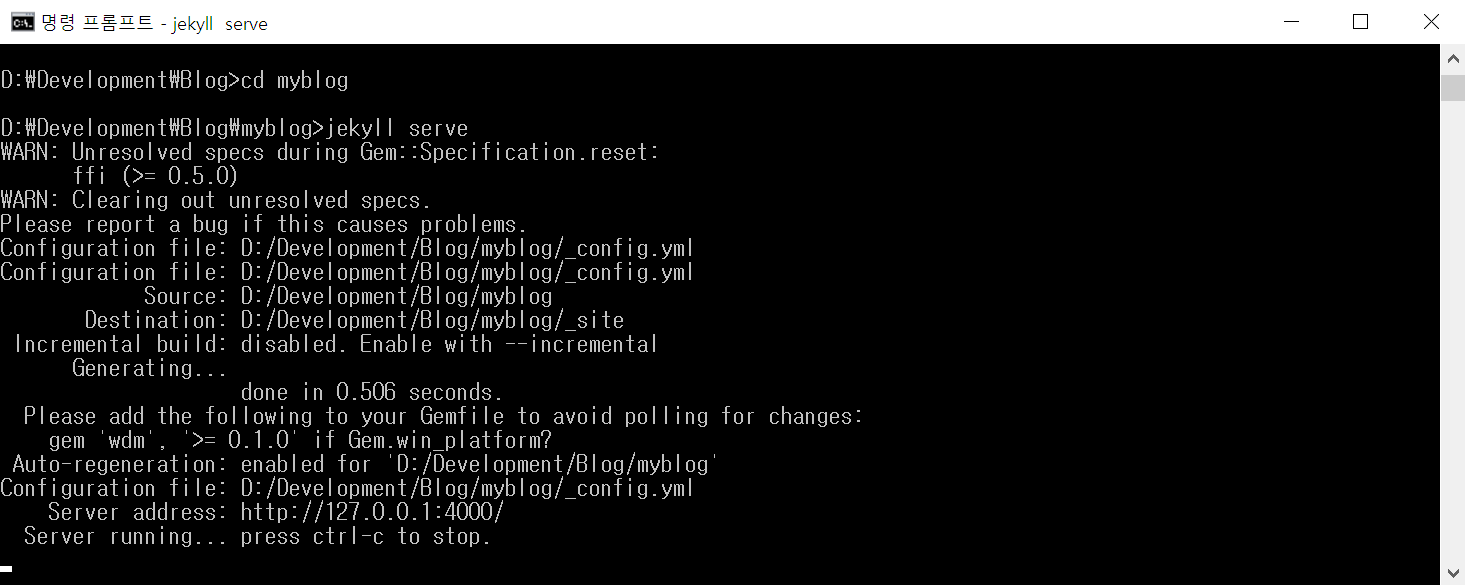 명령 프롬프트 - jekyll  serve
D:₩Development₩Blog>cd myblog
D:₩Development₩Blog₩myblog>jekyll serve
WARN: Unresolved specs during Gem::Specification.reset:
      ffi (>= 0.5.0)
WARN: Clearing out unresolved specs.
Please report a bug if this causes problems.
Configuration file: D:/Development/Blog/myblog/_config.yml
Configuration file: D:/Development/Blog/myblog/_config.yml
            Source: D:/Development/Blog/myblog
       Destination: D:/Development/Blog/myblog/_site
 Incremental build: disabled. Enable with --incremental
      Generating...
                    done in 0.506 seconds.
  Please add the following to your Gemfile to avoid polling for changes:
    gem 'wdm', '>= 0.1.0' if Gem.win_platform?
 Auto-regeneration: enabled for 'D:/Development/Blog/myblog'
Configuration file: D:/Development/Blog/myblog/_config.yml
    Server address: http://127.0.0.1:4000/
  Server running... press ctrl-c to stop.